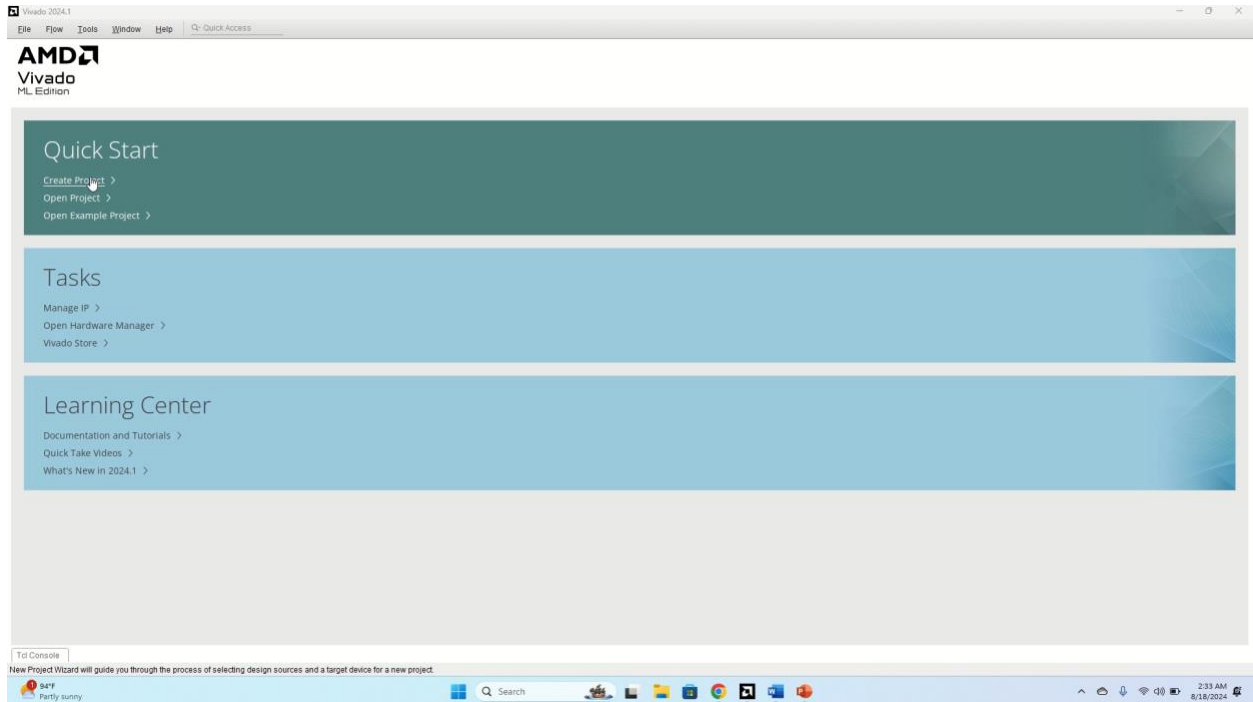 Vivado 2024.1
File Flow Tools Window Help Quick Access
AMD
Vivado
ML Edition
Quick Start
Create Project >
Open Project >
Open Example Project >
Tasks
Manage IP >
Open Hardware Manager >
Vivado Store >
Learning Center
Documentation and Tutorials >
Quick Take Videos >
What's New in 2024.1 >
Tcl Console
New Project Wizard will guide you through the process of selecting design sources and a target device for a new project.
1
94°F
Partly sunny
Search
2:33 AM
8/18/2024